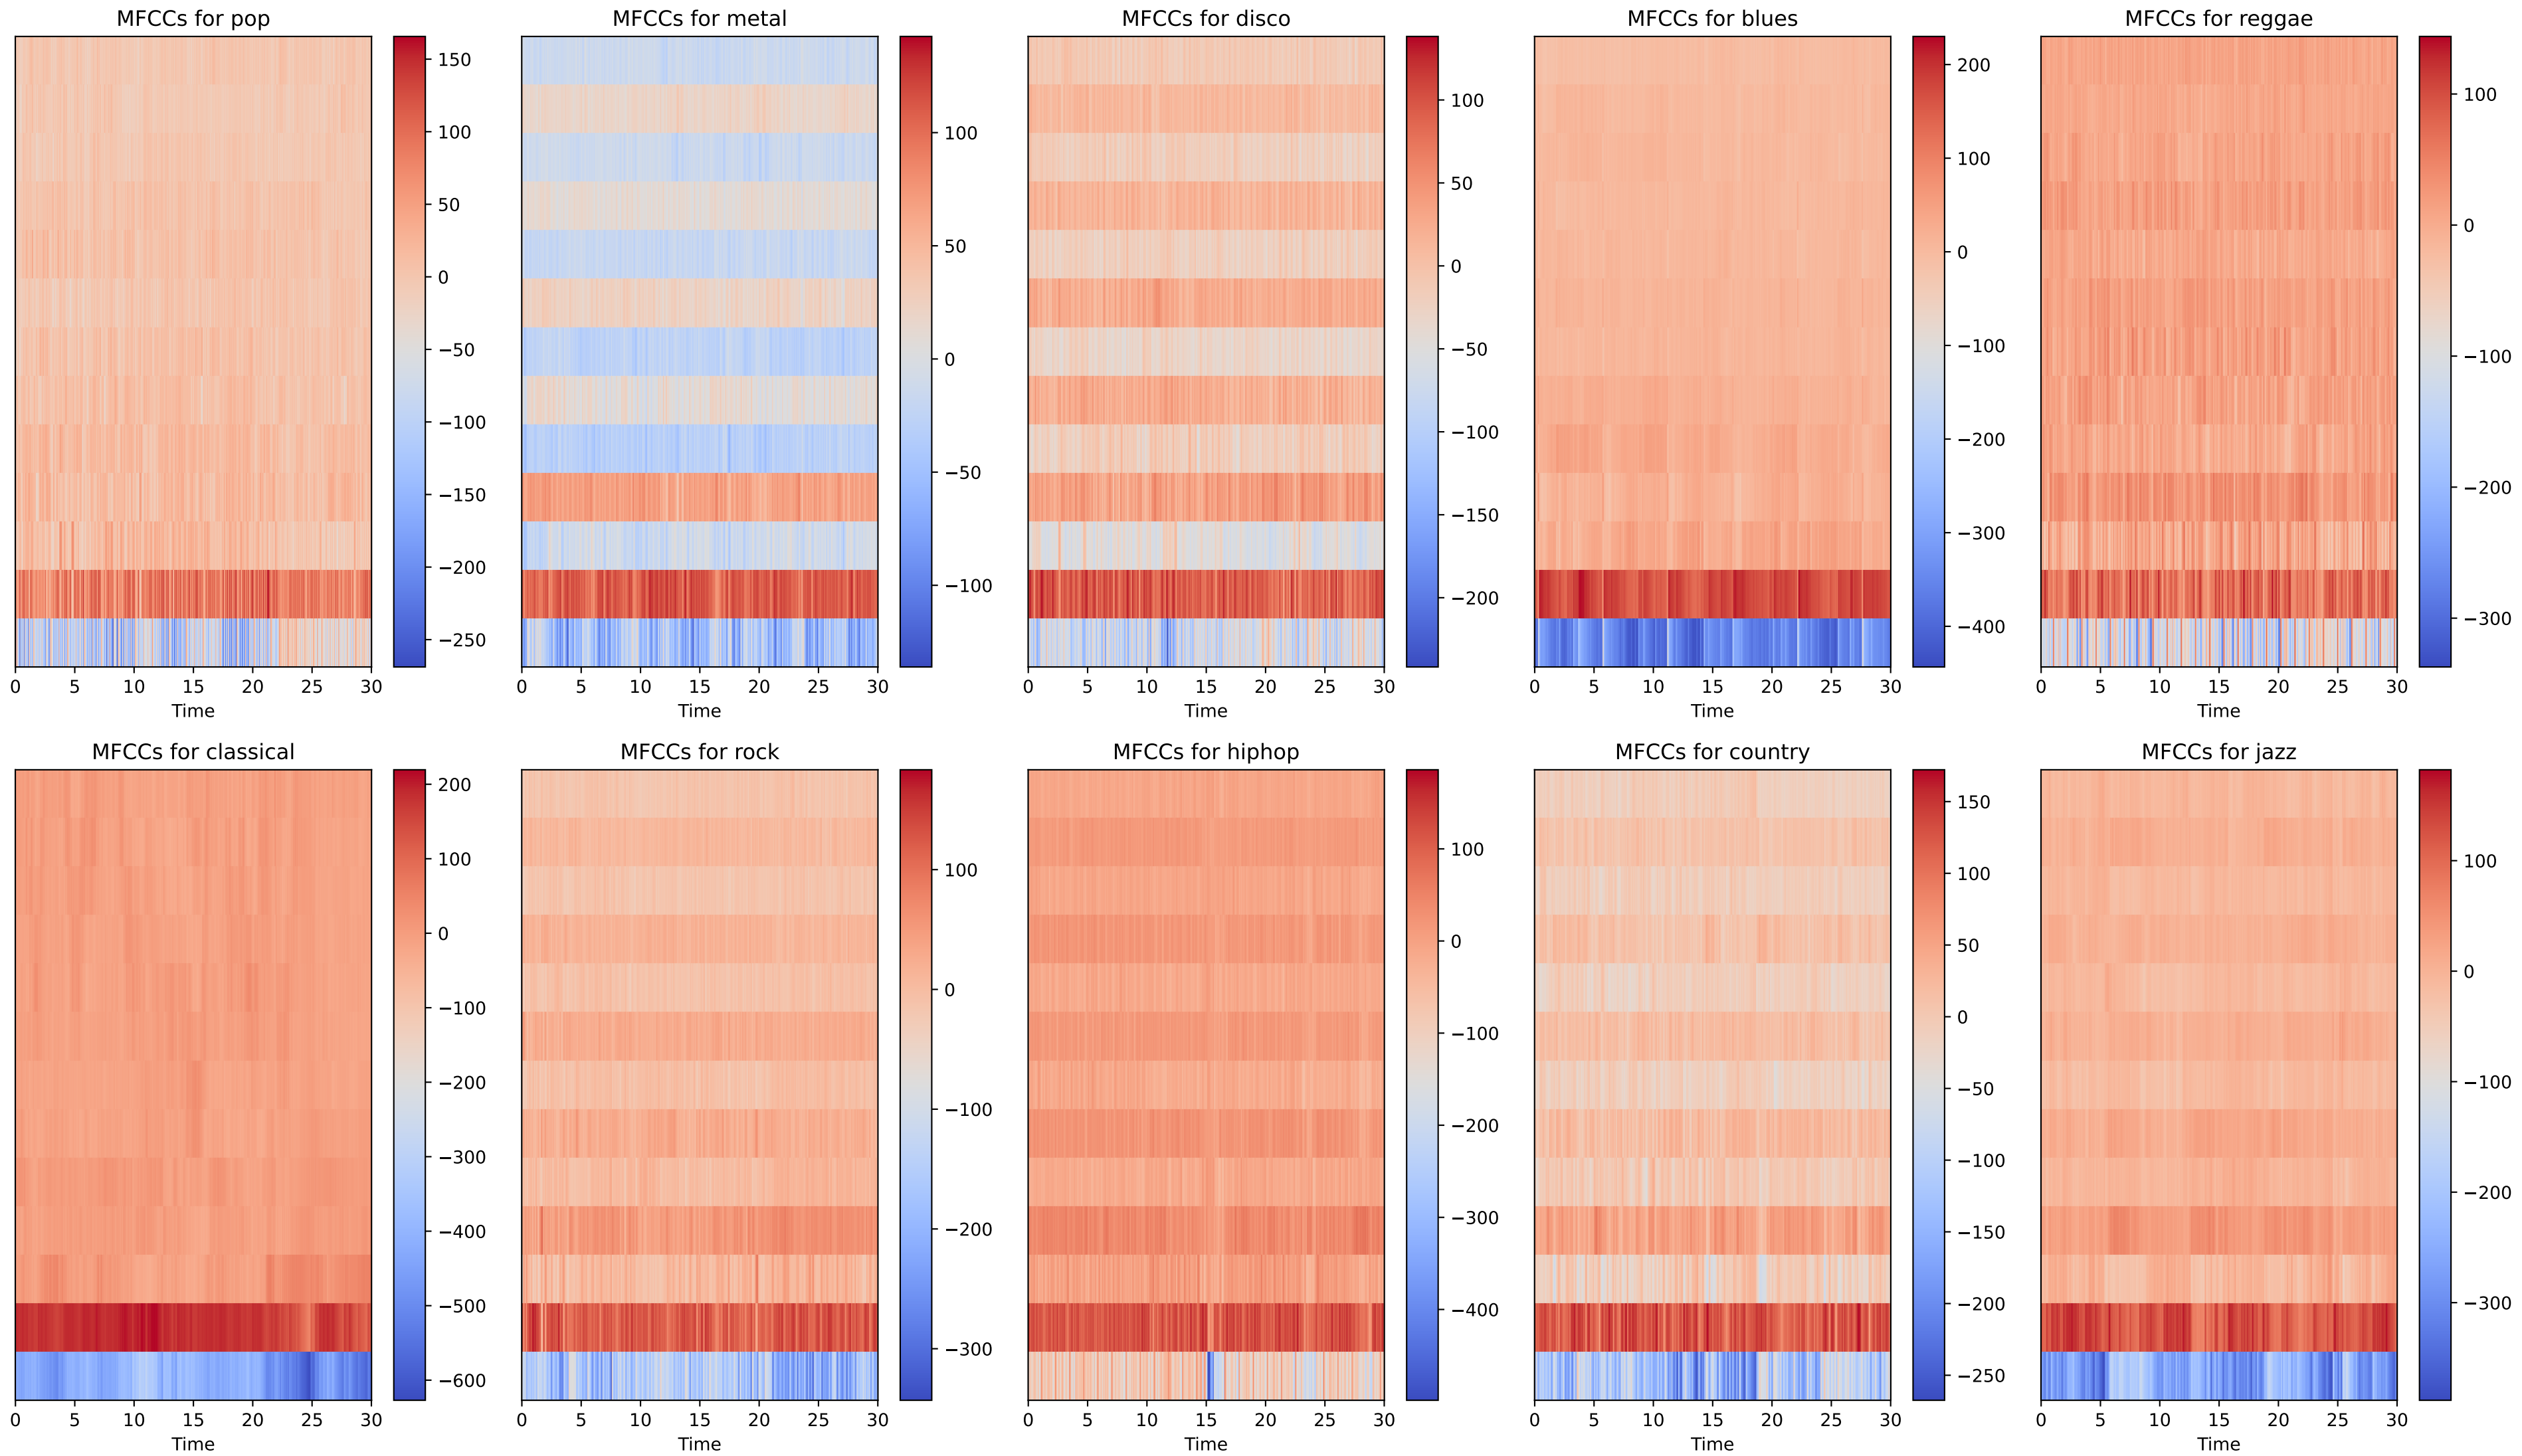 MFCCs for pop
150
100
50
0
−50
−100
−150
−200
−250
0 5 10 15 20 25 30
Time
MFCCs for metal
100
50
0
−50
−100
0 5 10 15 20 25 30
Time
MFCCs for disco
100
50
0
−50
−100
−150
−200
0 5 10 15 20 25 30
Time
MFCCs for blues
200
100
0
−100
−200
−300
−400
0 5 10 15 20 25 30
Time
MFCCs for reggae
100
0
−100
−200
−300
0 5 10 15 20 25 30
Time
MFCCs for classical
200
100
0
−100
−200
−300
−400
−500
−600
0 5 10 15 20 25 30
Time
MFCCs for rock
100
0
−100
−200
−300
0 5 10 15 20 25 30
Time
MFCCs for hiphop
100
0
−100
−200
−300
−400
0 5 10 15 20 25 30
Time
MFCCs for country
150
100
50
0
−50
−100
−150
−200
−250
0 5 10 15 20 25 30
Time
MFCCs for jazz
100
0
−100
−200
−300
0 5 10 15 20 25 30
Time